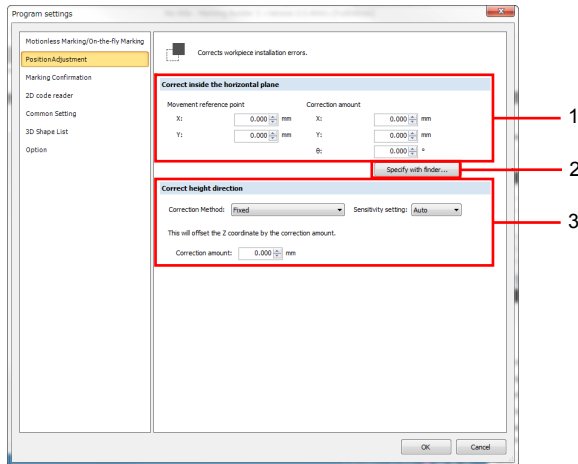 Program settings
Motionless Marking/On-the-fly Marking
PositionAdjustment
Marking Confirmation
2D code reader
Common Setting
3D Shape List
Option
Corrects workpiece installation errors.
Correct inside the horizontal plane
Movement reference point Correction amount
X: 0.000 mm X: 0.000 mm
Y: 0.000 mm Y: 0.000 mm
θ: 0.000 °
Specify with finder...
Correct height direction
Correction Method: Fixed Sensitivity setting: Auto
This will offset the Z coordinate by the correction amount.
Correction amount: 0.000 mm
OK Cancel
1
2
3